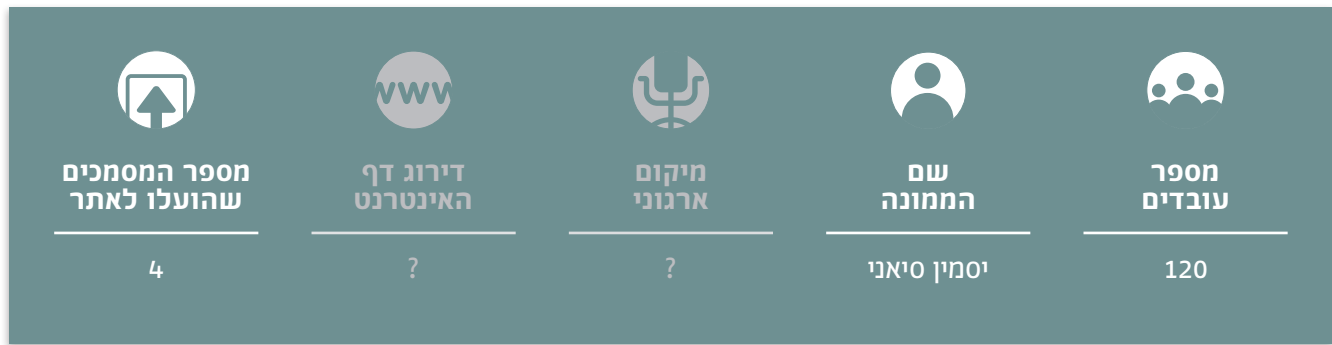 מספר
עובדים
120
שם
הממונה
יסמין סיאני
מיקום
ארגוני
?
www
דירוג דף
האינטרנט
?
מספר המסמכים
שהועלו לאתר
4